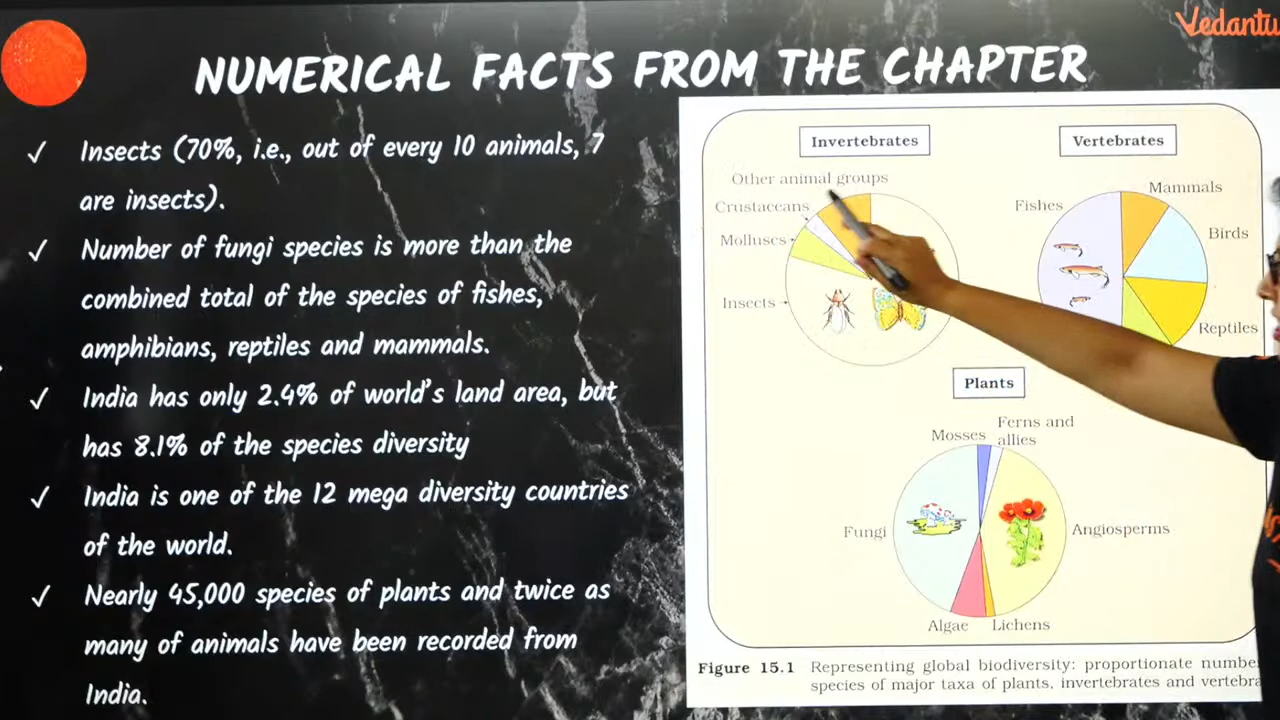 Vedantu
NUMERICAL FACTS FROM THE CHAPTER
✓ Insects (70%, i.e., out of every 10 animals, 7
are insects).
✓ Number of fungi species is more than the
combined total of the species of fishes,
amphibians, reptiles and mammals.
✓ India has only 2.4% of world's land area, but
has 8.1% of the species diversity
✓ India is one of the 12 mega diversity countries
of the world.
✓ Nearly 45,000 species of plants and twice as
many of animals have been recorded from
India.
Invertebrates
Other animal groups
Crustaceans
Molluscs
Insects
Vertebrates
Mammals
Fishes
Birds
Reptiles
Plants
Ferns and
Mosses allies
Fungi
Angiosperms
Algae Lichens
Figure 15.1 Representing global biodiversity: proportionate
species of major taxa of plants, invertebrates and